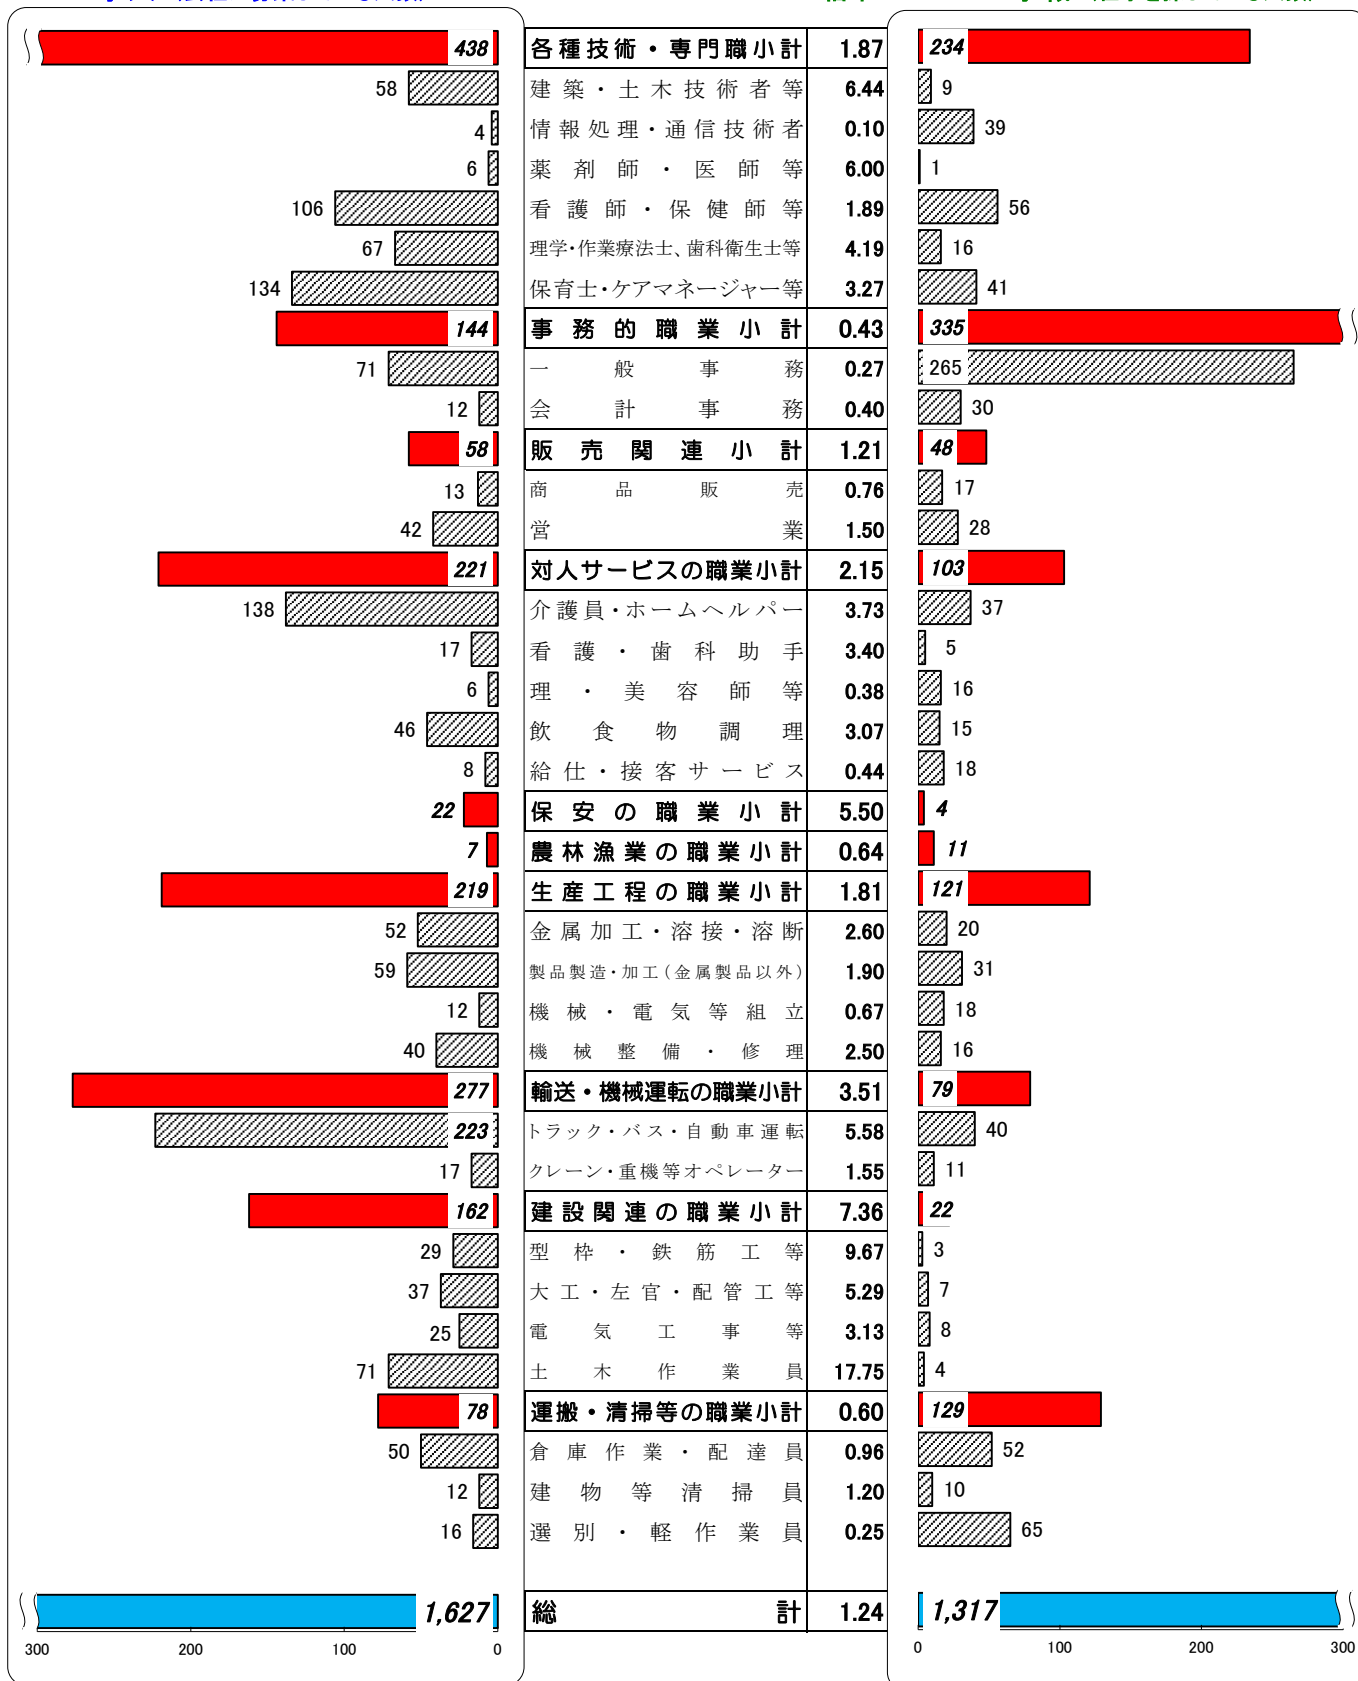 438 各種技術・専門職小計 1.87 234
58 建築・土木技術者等 6.44 9
4 情報処理・通信技術者 0.10 39
6 薬剤師・医師等 6.00 1
106 看護師・保健師等 1.89 56
67 理学・作業療法士、歯科衛生士等 4.19 16
134 保育士・ケアマネージャー等 3.27 41
144 事務的職業小計 0.43 335
71 一般事務 0.27 265
12 会計事務 0.40 30
58 販売関連小計 1.21 48
13 商品販売 0.76 17
42 営業 1.50 28
221 対人サービスの職業小計 2.15 103
138 介護員・ホームヘルパー 3.73 37
17 看護・歯科助手 3.40 5
6 理・美容師等 0.38 16
46 飲食物調理 3.07 15
8 給仕・接客サービス 0.44 18
22 保安の職業小計 5.50 4
7 農林漁業の職業小計 0.64 11
219 生産工程の職業小計 1.81 121
52 金属加工・溶接・溶断 2.60 20
59 製品製造・加工(金属製品以外) 1.90 31
12 機械・電気等組立 0.67 18
40 機械整備・修理 2.50 16
277 輸送・機械運転の職業小計 3.51 79
223 トラック・バス・自動車運転 5.58 40
17 クレーン・重機等オペレーター 1.55 11
162 建設関連の職業小計 7.36 22
29 型枠・鉄筋工等 9.67 3
37 大工・左官・配管工等 5.29 7
25 電気工事等 3.13 8
71 土木作業員 17.75 4
78 運搬・清掃等の職業小計 0.60 129
50 倉庫作業・配達員 0.96 52
12 建物等清掃員 1.20 10
16 選別・軽作業員 0.25 65
1,627 総計 1.24 1,317
300 200 100 0 0 100 200 300